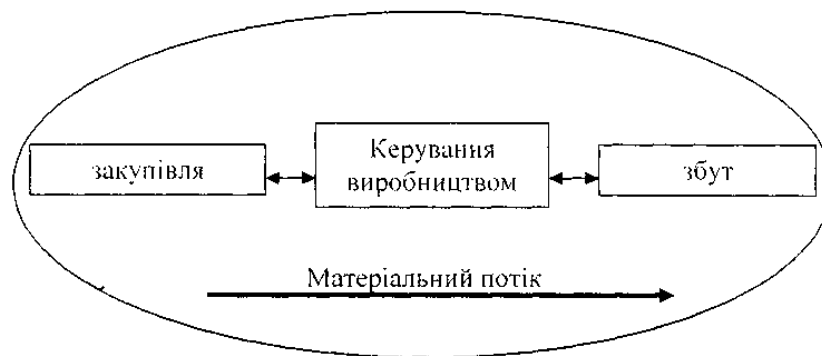 закупівля
Керування
виробництвом
збут
Матеріальний потік